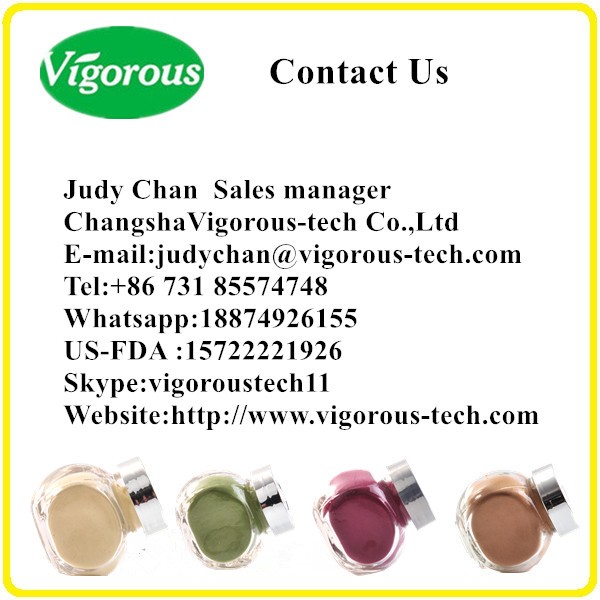 Vigorous
Contact Us
Judy Chan  Sales manager
ChangshaVigorous-tech Co.,Ltd
E-mail:judychan@vigorous-tech.com
Tel:+86 731 85574748
Whatsapp:18874926155
US-FDA :15722221926
Skype:vigoroustech11
Website:http://www.vigorous-tech.com